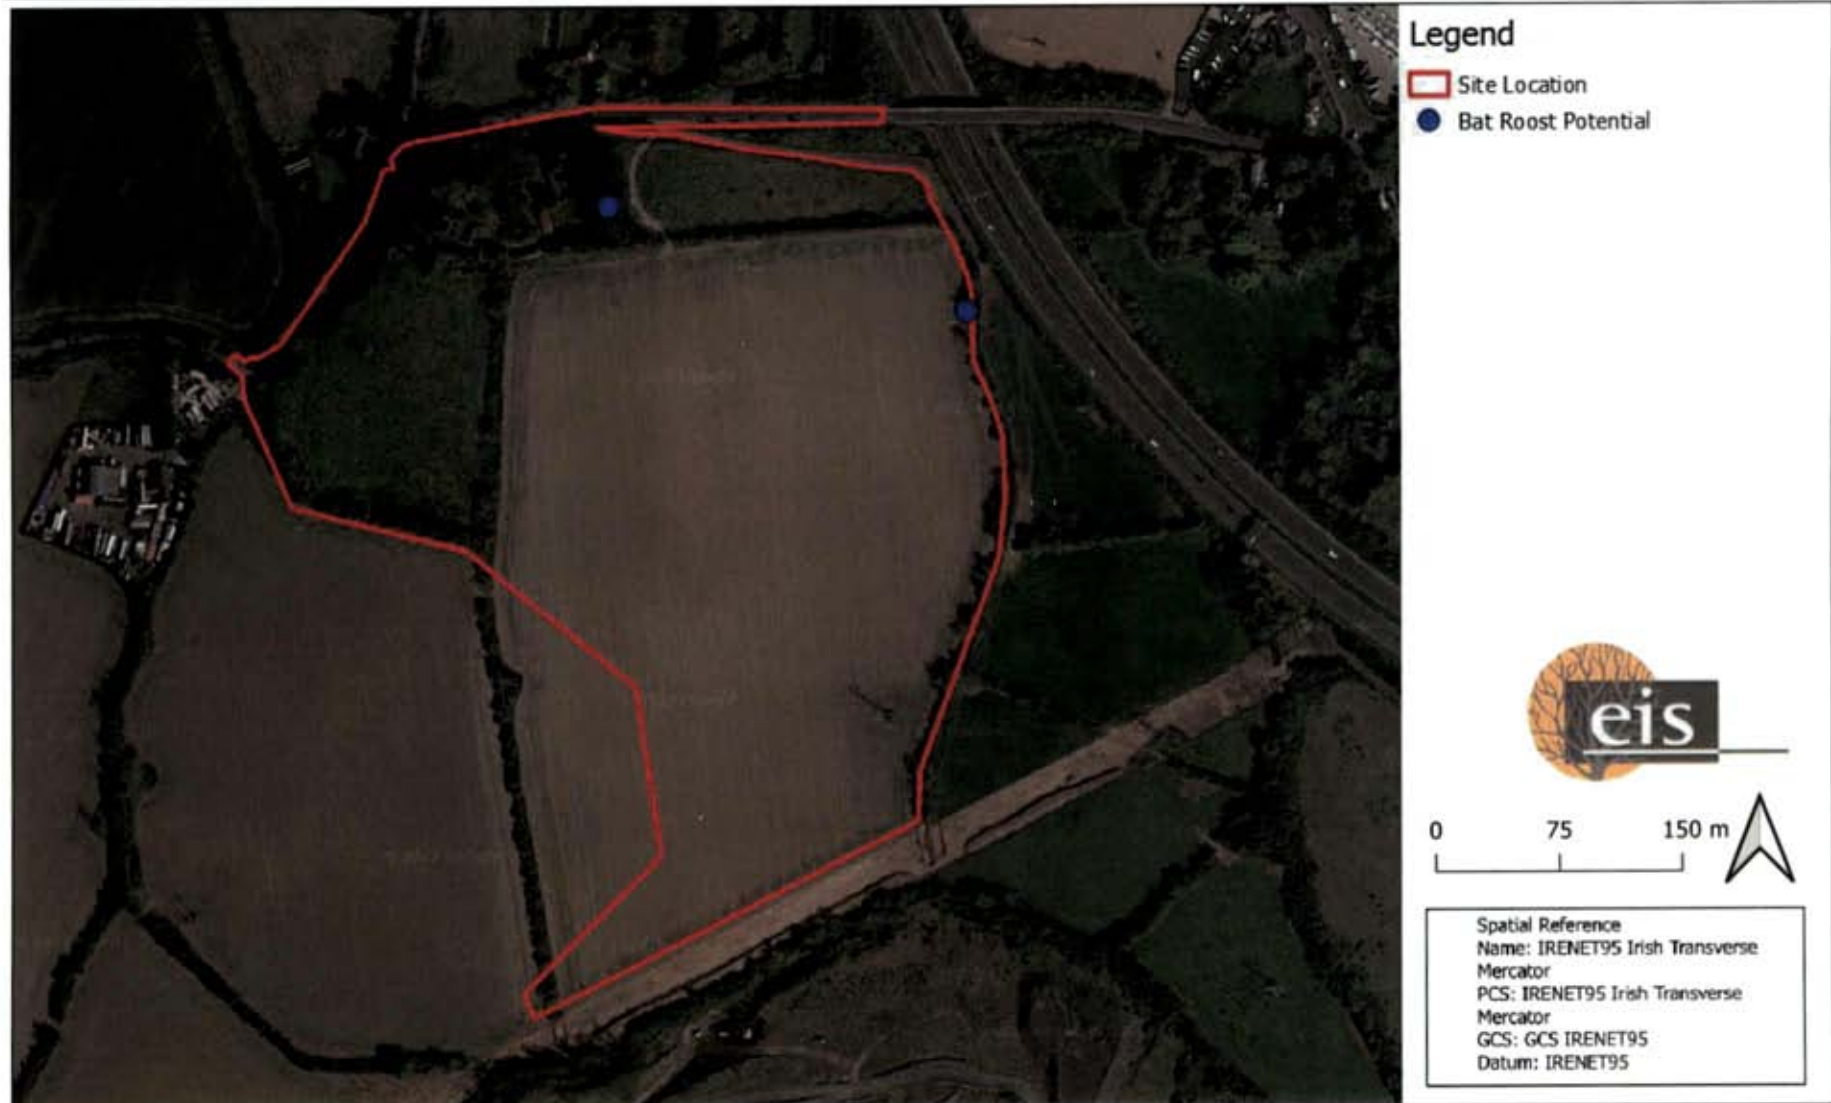 Legend
Site Location
Bat Roost Potential
eis
0 75 150 m
Spatial Reference
Name: IRENET95 Irish Transverse
Mercator
PCS: IRENET95 Irish Transverse
Mercator
GCS: GCS IRENET95
Datum: IRENET95